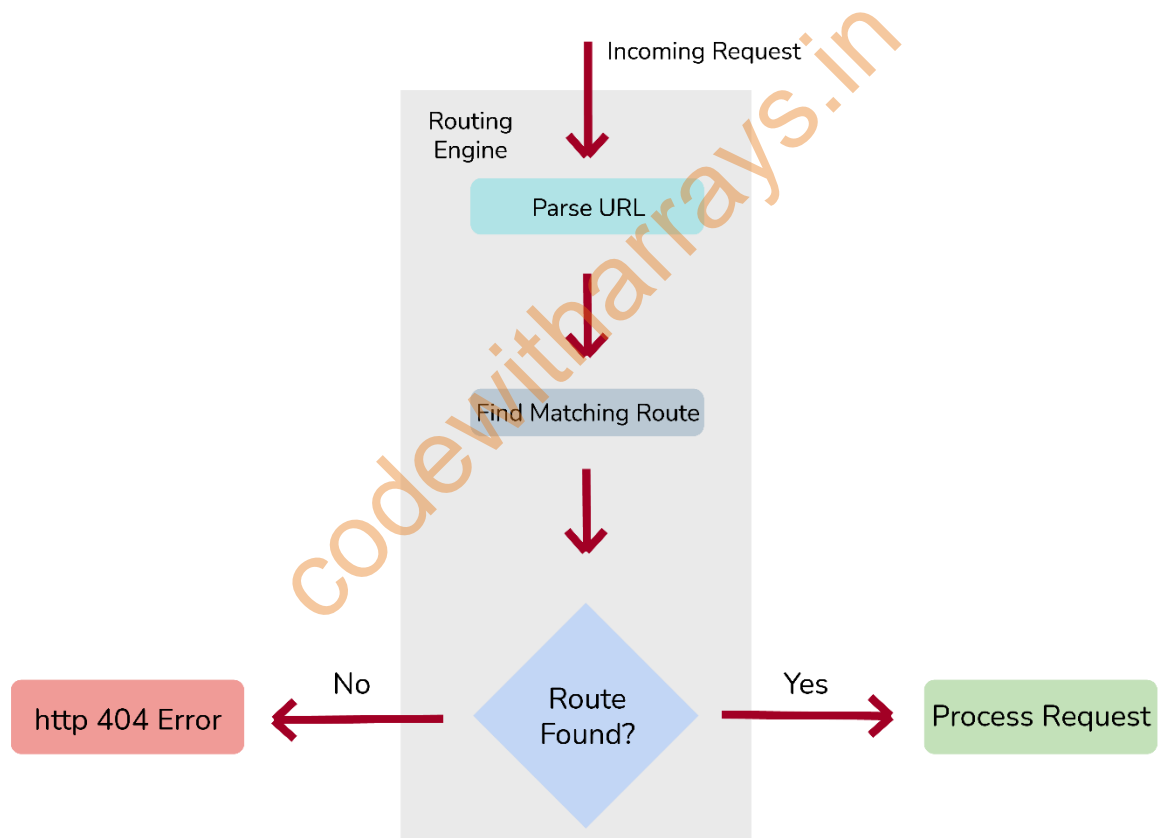 Incoming Request
Routing
Engine
Parse URL
Find Matching Route
Route
Found?
No
Yes
http 404 Error
Process Request
codewitharrays.in